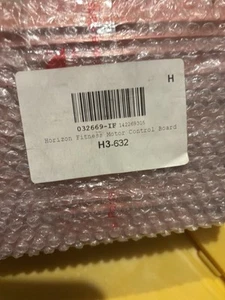 H
032669-IF
Horizon Fitness Motor Control Board
H3-632